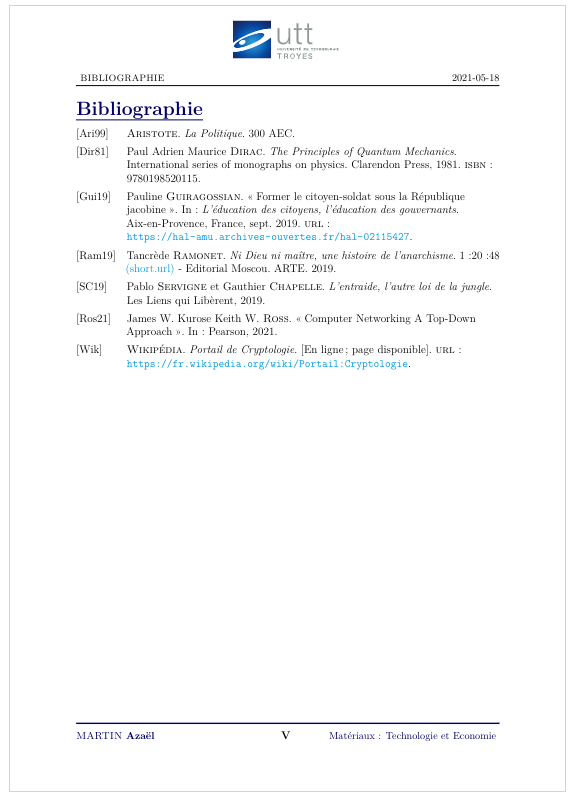 utt
UNIVERSITÉ DE TECHNOLOGIE
TROYES
BIBLIOGRAPHIE 2021-05-18
Bibliographie
[Ari99] ARISTOTE. La Politique. 300 AEC.
[Dir81] Paul Adrien Maurice DIRAC. The Principles of Quantum Mechanics.
International series of monographs on physics. Clarendon Press, 1981. ISBN :
9780198520115.
[Gui19] Pauline GUIRAGOSSIAN. « Former le citoyen-soldat sous la République
jacobine ». In : L'éducation des citoyens, l'éducation des gouvernants.
Aix-en-Provence, France, sept. 2019. URL :
https://hal-amu.archives-ouvertes.fr/hal-02115427.
[Ram19] Tancrède RAMONET. Ni Dieu ni maître, une histoire de l'anarchisme. 1 :20 :48
(short.url) - Editorial Moscou. ARTE. 2019.
[SC19] Pablo SERVIGNE et Gauthier CHAPELLE. L'entraide, l'autre loi de la jungle.
Les Liens qui Libèrent, 2019.
[Ros21] James W. Kurose Keith W. ROSS. « Computer Networking A Top-Down
Approach ». In : Pearson, 2021.
[Wik] WIKIPÉDIA. Portail de Cryptologie. [En ligne ; page disponible]. URL :
https://fr.wikipedia.org/wiki/Portail:Cryptologie.
MARTIN Azaël V Matériaux : Technologie et Economie